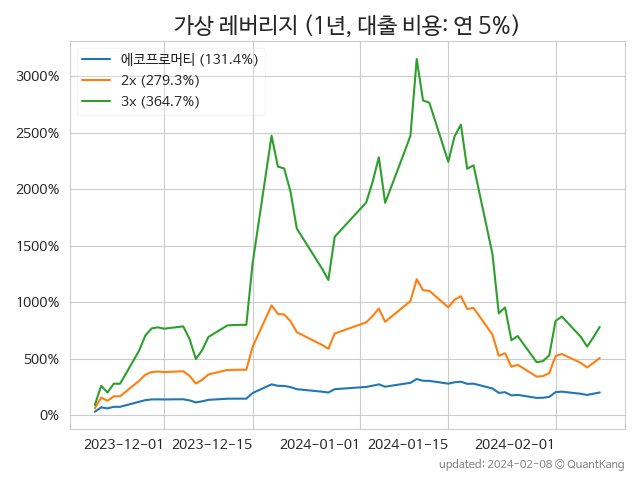 가상 레버리지 (1년, 대출 비용: 연 5%)
에코프로머티 (131.4%)
2x (279.3%)
3x (364.7%)
3000%
2500%
2000%
1500%
1000%
500%
0%
2023-12-01 2023-12-15 2024-01-01 2024-01-15 2024-02-01
updated: 2024-02-08 © QuantKang